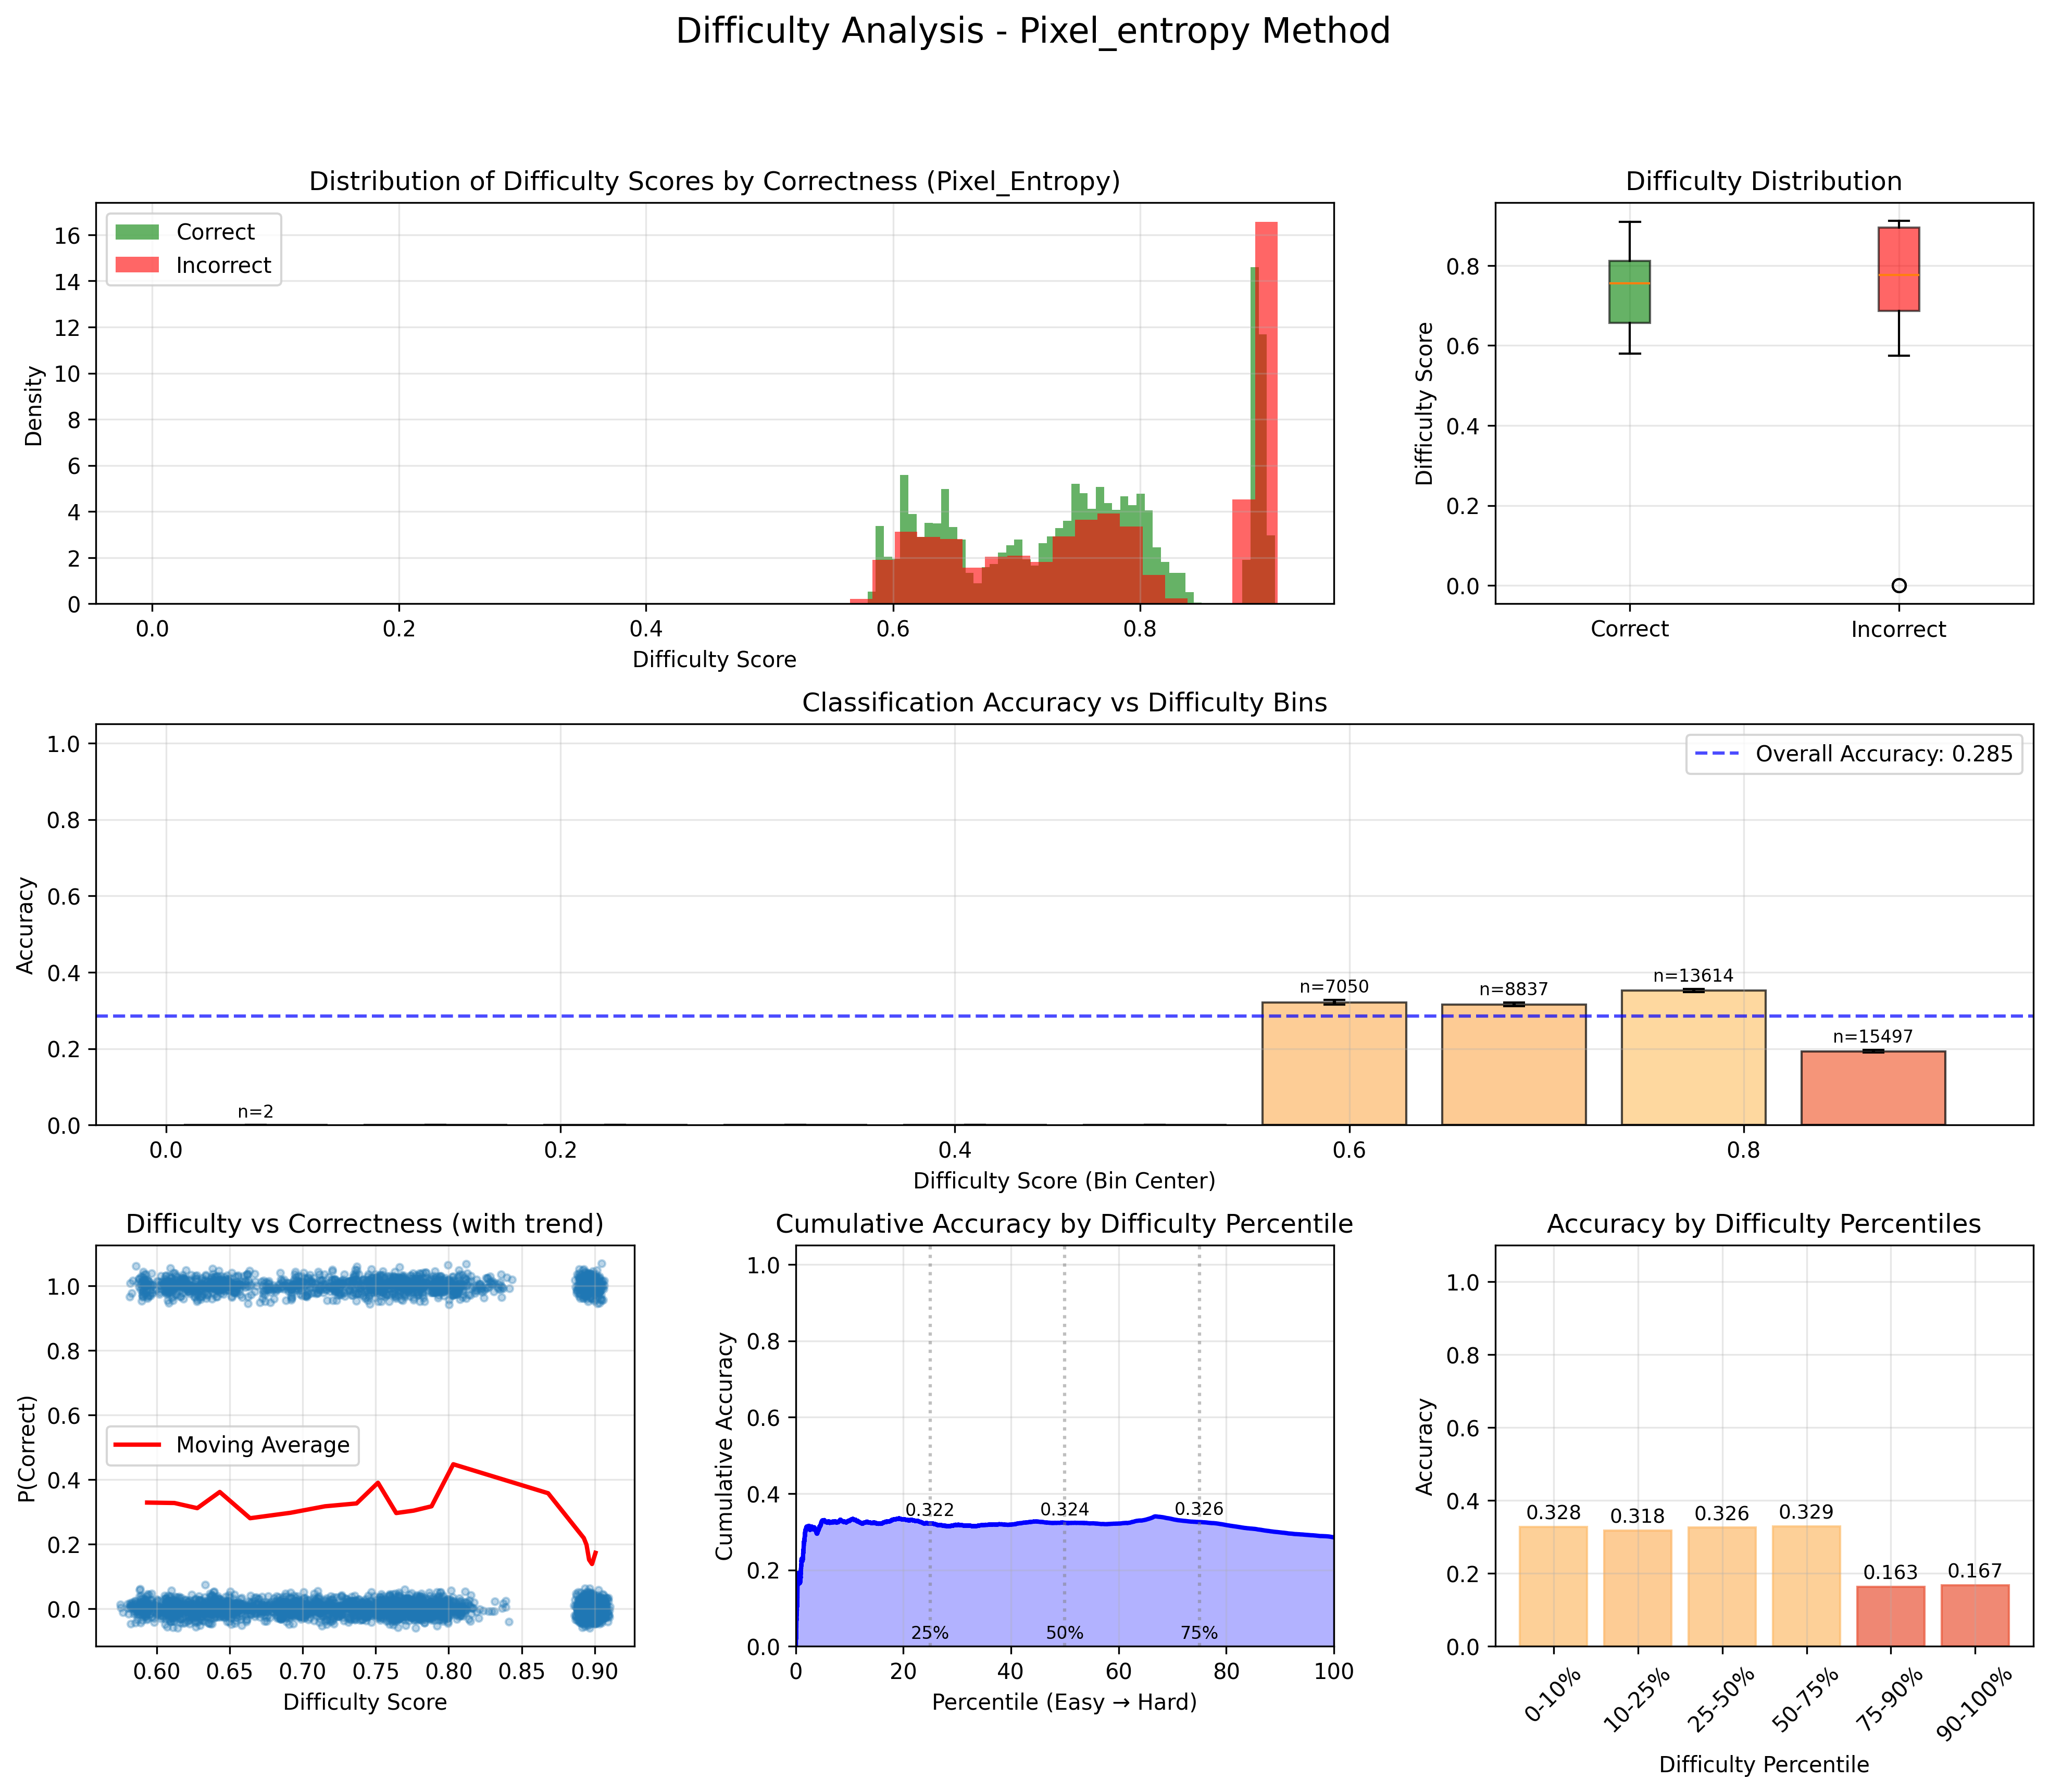 Difficulty Analysis - Pixel_entropy Method
Distribution of Difficulty Scores by Correctness (Pixel_Entropy)
Correct
Incorrect
Density
16
14
12
10
8
6
4
2
0
0.0 0.2 0.4 0.6 0.8
Difficulty Score
Difficulty Distribution
Difficulty Score
0.8
0.6
0.4
0.2
0.0
Correct Incorrect
Classification Accuracy vs Difficulty Bins
Overall Accuracy: 0.285
Accuracy
1.0
0.8
0.6
0.4
0.2
0.0
n=2
n=7050
n=8837
n=13614
n=15497
0.0 0.2 0.4 0.6 0.8
Difficulty Score (Bin Center)
Difficulty vs Correctness (with trend)
P(Correct)
1.0
0.8
0.6
0.4
0.2
0.0
Moving Average
0.60 0.65 0.70 0.75 0.80 0.85 0.90
Difficulty Score
Cumulative Accuracy by Difficulty Percentile
Cumulative Accuracy
1.0
0.8
0.6
0.4
0.2
0.0
0.322 0.324 0.326
25% 50% 75%
0 20 40 60 80 100
Percentile (Easy → Hard)
Accuracy by Difficulty Percentiles
Accuracy
1.0
0.8
0.6
0.4
0.2
0.0
0.328 0.318 0.326 0.329 0.163 0.167
0-10% 10-25% 25-50% 50-75% 75-90% 90-100%
Difficulty Percentile